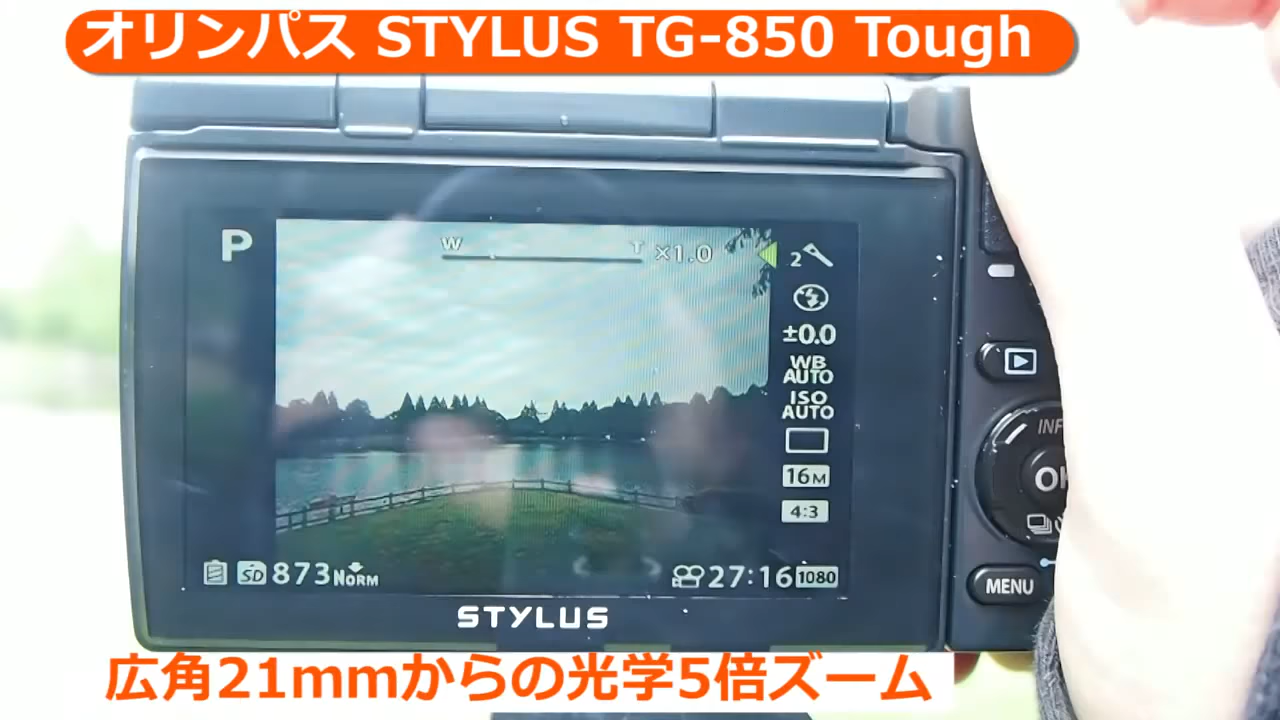 オリンパス STYLUS TG-850 Tough
P
W T ×1.0
2
±0.0
WB
AUTO
ISO
AUTO
16M
4:3
SD 873 NORM
27:16 1080
STYLUS
MENU
広角21mmからの光学5倍ズーム